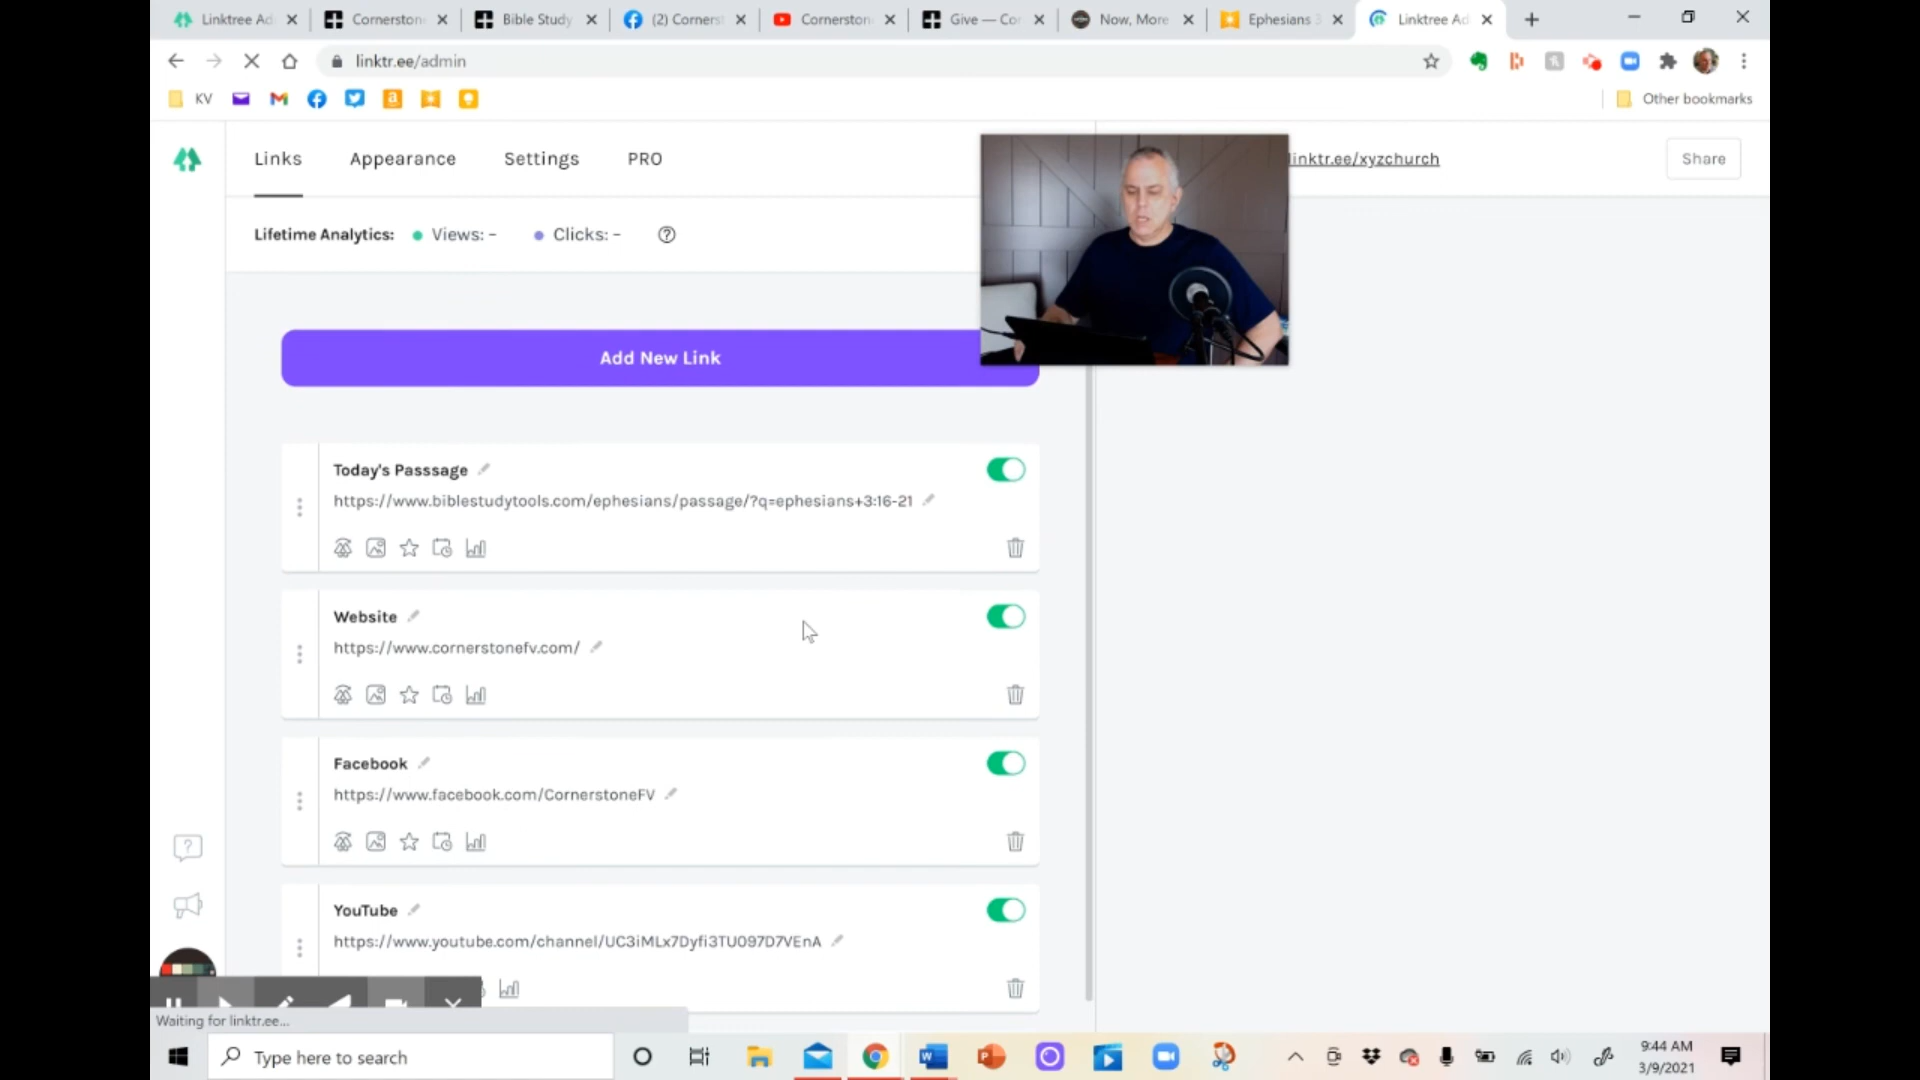 Linktree Ad
Cornerston
Bible Study
(2) Corners
Cornerston
Give — Co
Now, More
Ephesians 3
Linktree Ad
linktr.ee/admin
KV
Other bookmarks
Links
Appearance
Settings
PRO
linktr.ee/xyzchurch
Share
Lifetime Analytics:
Views: -
Clicks: -
Add New Link
Today's Passsage
https://www.biblestudytools.com/ephesians/passage/?q=ephesians+3:16-21
Website
https://www.cornerstonefv.com/
Facebook
https://www.facebook.com/CornerstoneFV
YouTube
https://www.youtube.com/channel/UC3iMLx7Dyfi3TU097D7VEnA
Waiting for linktr.ee...
Type here to search
9:44 AM
3/9/2021